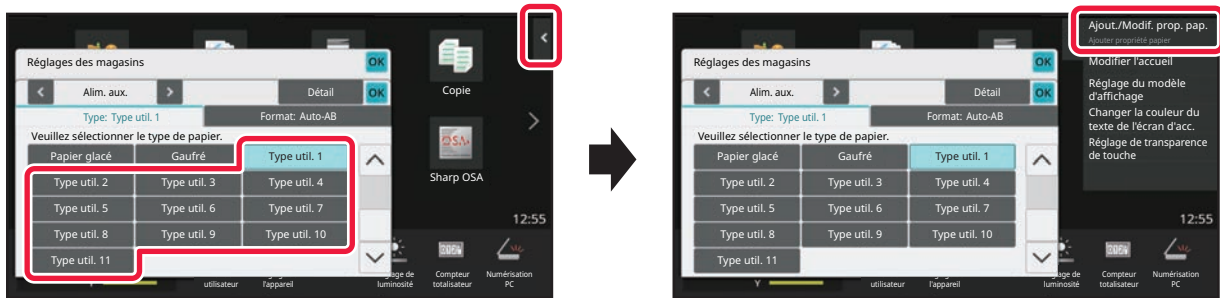 Réglages des magasins
OK
Alim. aux.
Détail
OK
Type: Type util. 1
Format: Auto-AB
Veuillez sélectionner le type de papier.
Papier glacé
Gaufré
Type util. 1
Type util. 2
Type util. 3
Type util. 4
Type util. 5
Type util. 6
Type util. 7
Type util. 8
Type util. 9
Type util. 10
Type util. 11
Copie
OSA
Sharp OSA
12:55
Y
utilisateur
l'appareil
luminosité
Compteur
totalisateur
Numérisation
PC
Réglages des magasins
OK
Alim. aux.
Détail
OK
Type: Type util. 1
Format: Auto-AB
Veuillez sélectionner le type de papier.
Papier glacé
Gaufré
Type util. 1
Type util. 2
Type util. 3
Type util. 4
Type util. 5
Type util. 6
Type util. 7
Type util. 8
Type util. 9
Type util. 10
Type util. 11
Ajout./Modif. prop. pap.
Ajouter propriété papier
Modifier l'accueil
Réglage du modèle
d'affichage
Changer la couleur du
texte de l'écran d'acc.
Réglage de transparence
de touche
12:55
Y
utilisateur
l'appareil
luminosité
Compteur
totalisateur
Numérisation
PC